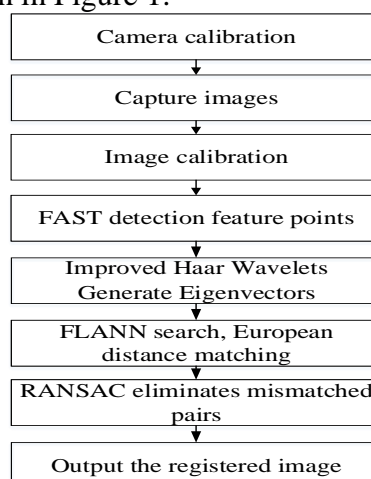 n in Figure 1.
Camera calibration
Capture images
Image calibration
FAST detection feature points
Improved Haar Wavelets
Generate Eigenvectors
FLANN search, European
distance matching
RANSAC eliminates mismatched
pairs
Output the registered image